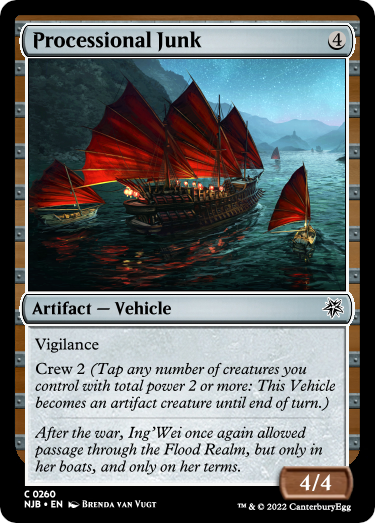 Processional Junk 4
Artifact — Vehicle
Vigilance
Crew 2 (Tap any number of creatures you
control with total power 2 or more: This Vehicle
becomes an artifact creature until end of turn.)
After the war, Ing'Wei once again allowed
passage through the Flood Realm, but only in
her boats, and only on her terms.
4/4
C 0260
NJB • EN Brenda van Vugt
™ & © 2022 CanterburyEgg